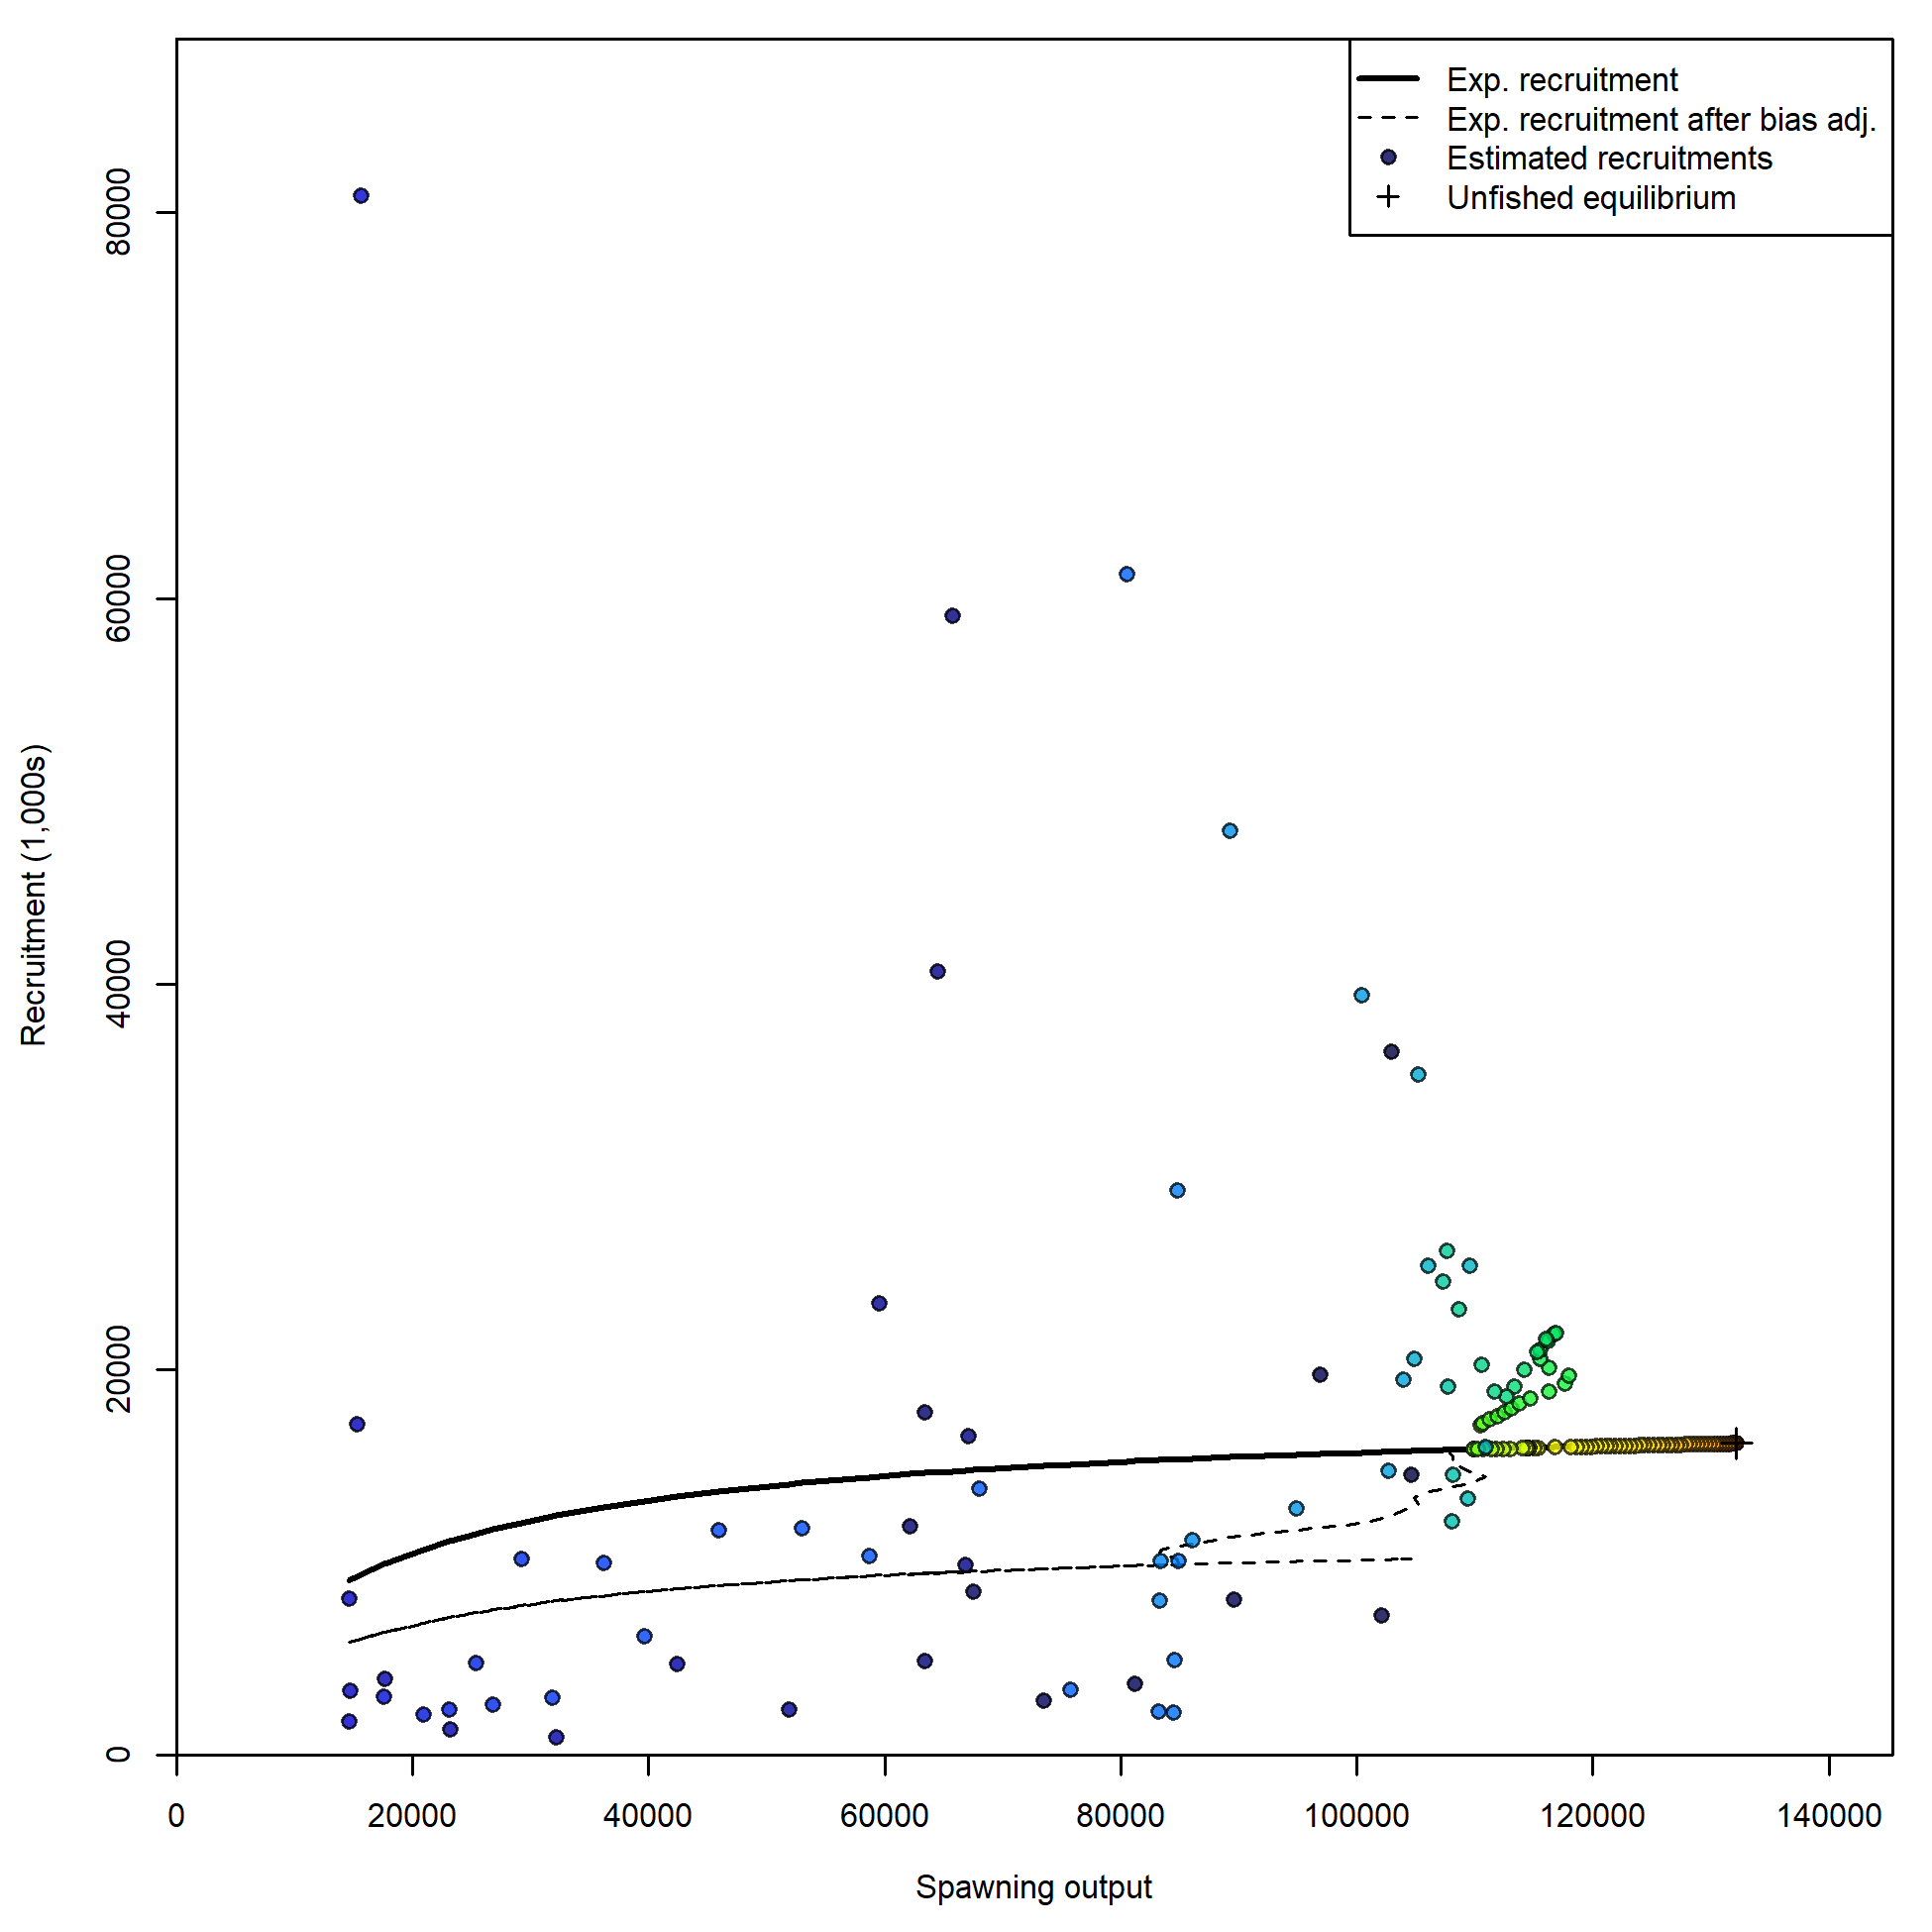 Exp. recruitment
Exp. recruitment after bias adj.
Estimated recruitments
Unfished equilibrium
80000
60000
40000
20000
0
Recruitment (1,000s)
0 20000 40000 60000 80000 100000 120000 140000
Spawning output